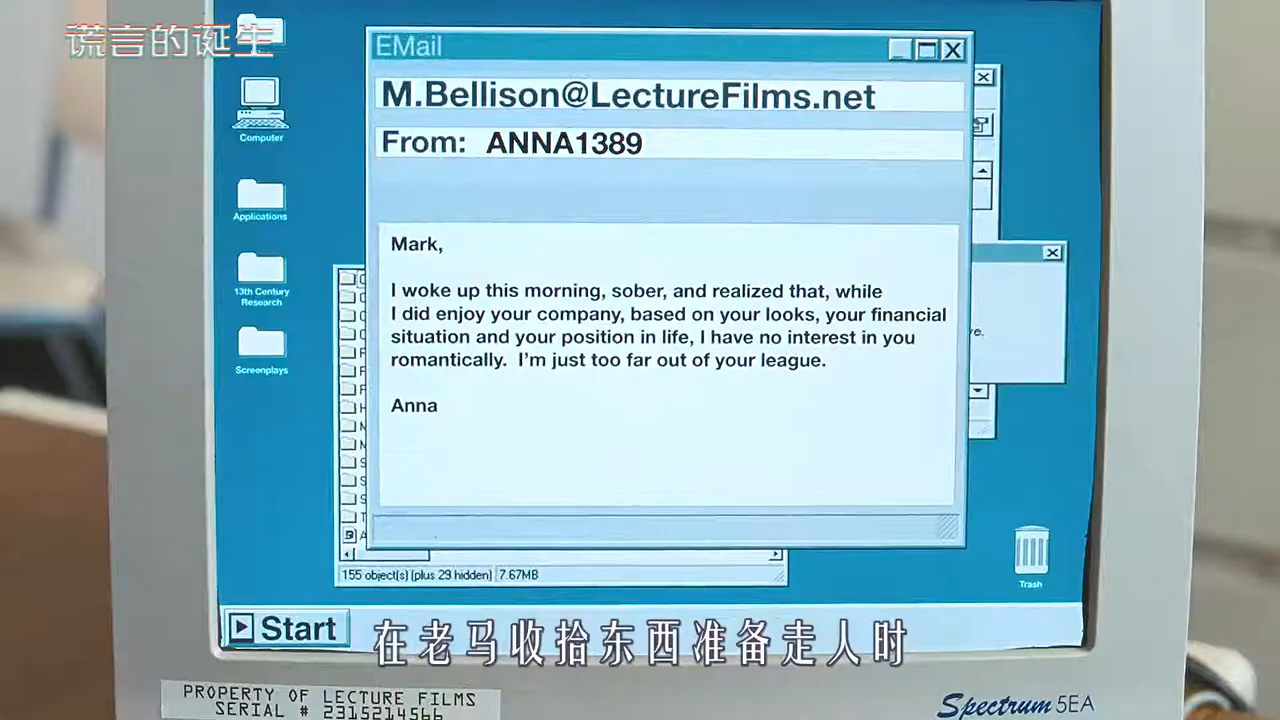 谎言的诞生
EMail
M.Bellison@LectureFilms.net
From: ANNA1389
Mark,
I woke up this morning, sober, and realized that, while
I did enjoy your company, based on your looks, your financial
situation and your position in life, I have no interest in you
romantically. I'm just too far out of your league.
Anna
Computer
Applications
13th Century
Research
Screenplays
155 object(s) (plus 29 hidden) 7.67MB
Trash
Start
在老马收拾东西准备走人时
PROPERTY OF LECTURE FILMS
SERIAL # 2315214566
Spectrum 5EA